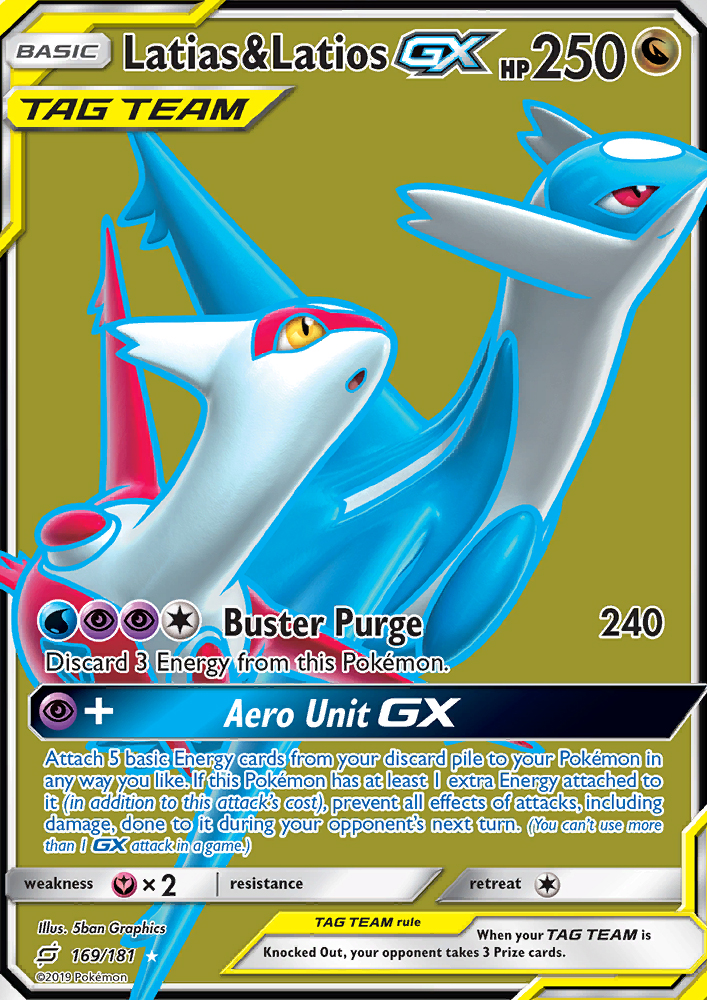 BASIC Latias&Latios GX HP250
TAG TEAM
Buster Purge 240
Discard 3 Energy from this Pokémon.
+ Aero Unit GX
Attach 5 basic Energy cards from your discard pile to your Pokémon in
any way you like. If this Pokémon has at least 1 extra Energy attached to
it (in addition to this attack's cost), prevent all effects of attacks, including
damage, done to it during your opponent's next turn. (You can't use more
than 1 GX attack in a game.)
weakness ×2 resistance retreat
Illus. 5ban Graphics
169/181
©2019 Pokémon
TAG TEAM rule
When your TAG TEAM is
Knocked Out, your opponent takes 3 Prize cards.